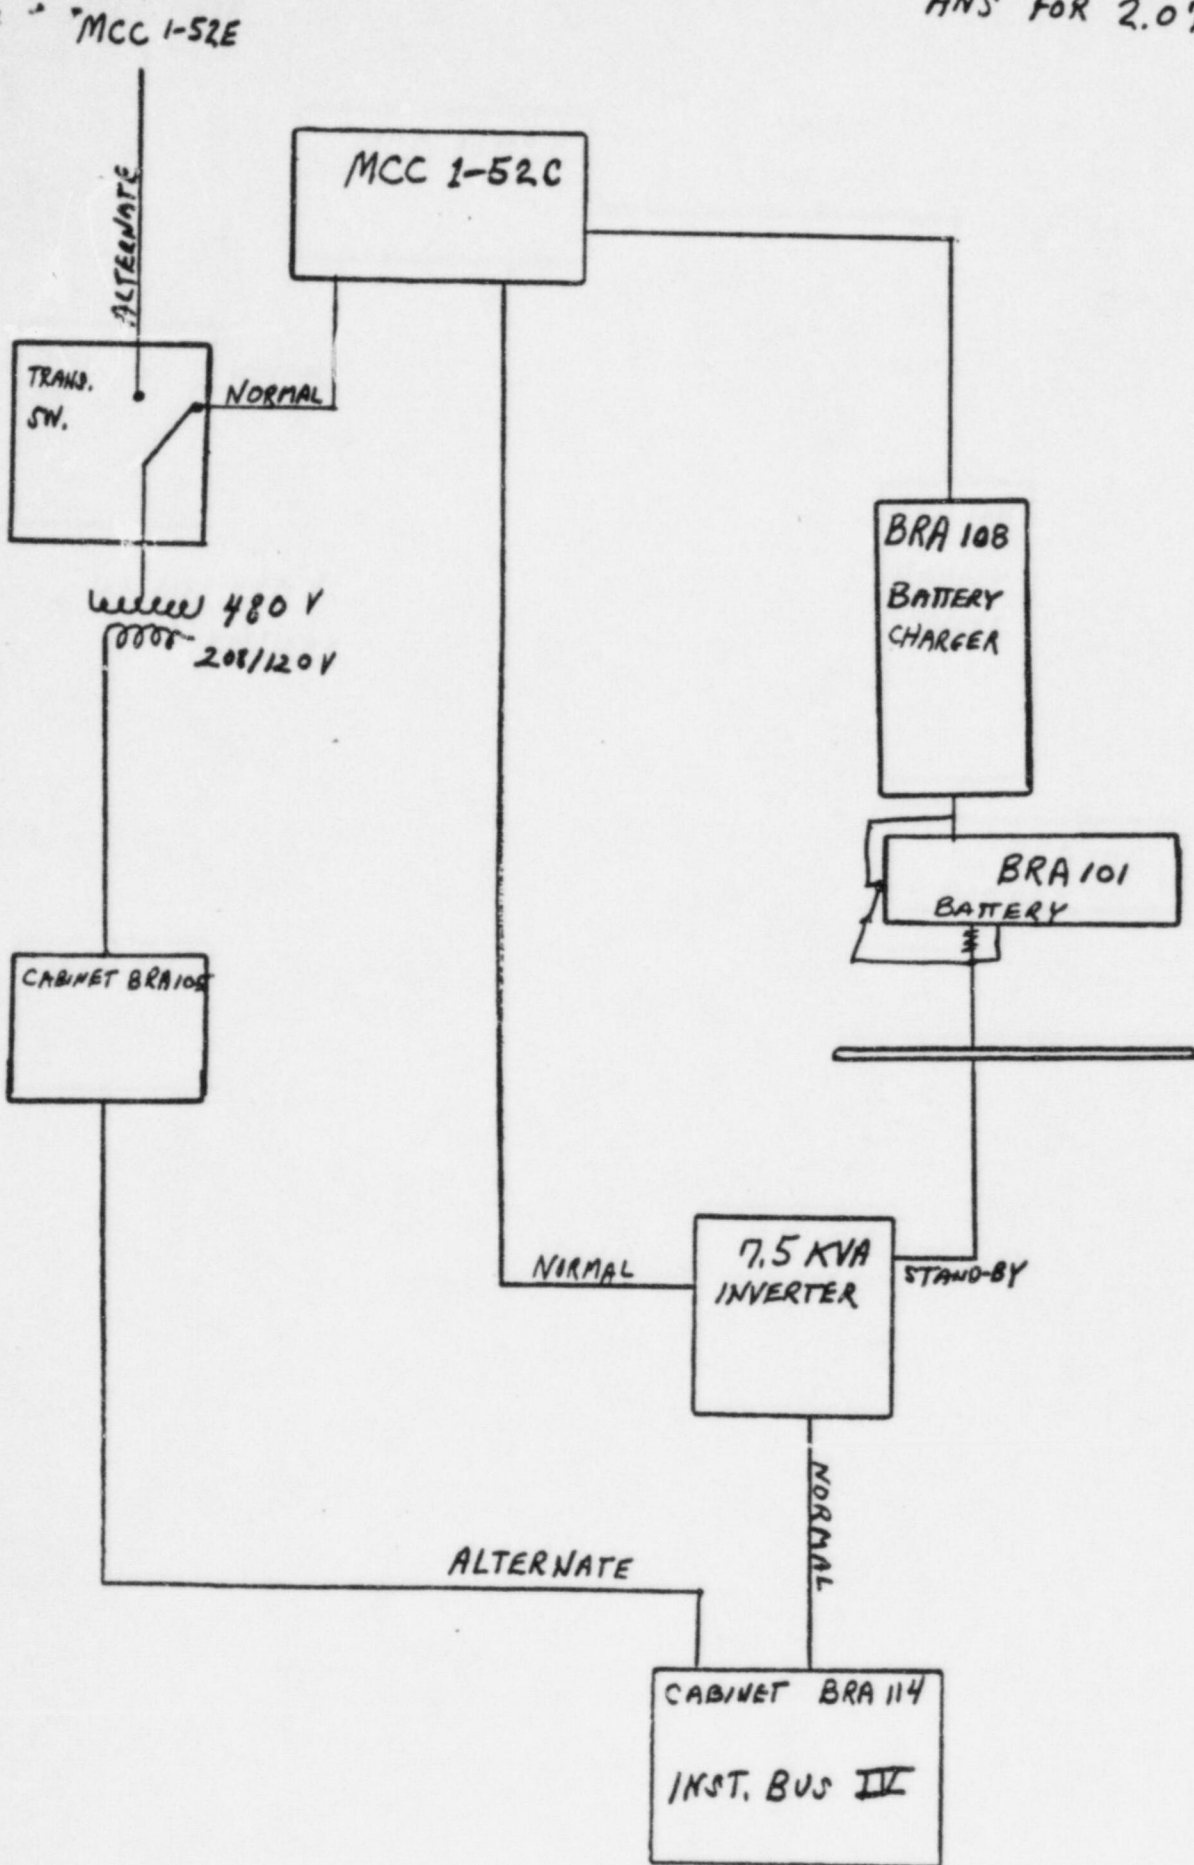 MCC 1-52E
ANS FOR 2.07
MCC 1-52C
ALTERNATE
TRANS.
SW.
NORMAL
480 V
208/120V
BRA 108
BATTERY
CHARGER
BRA 101
BATTERY
CABINET BRA105
7.5 KVA
INVERTER
NORMAL
STAND-BY
NORMAL
ALTERNATE
CABINET BRA 114
INST. BUS IV